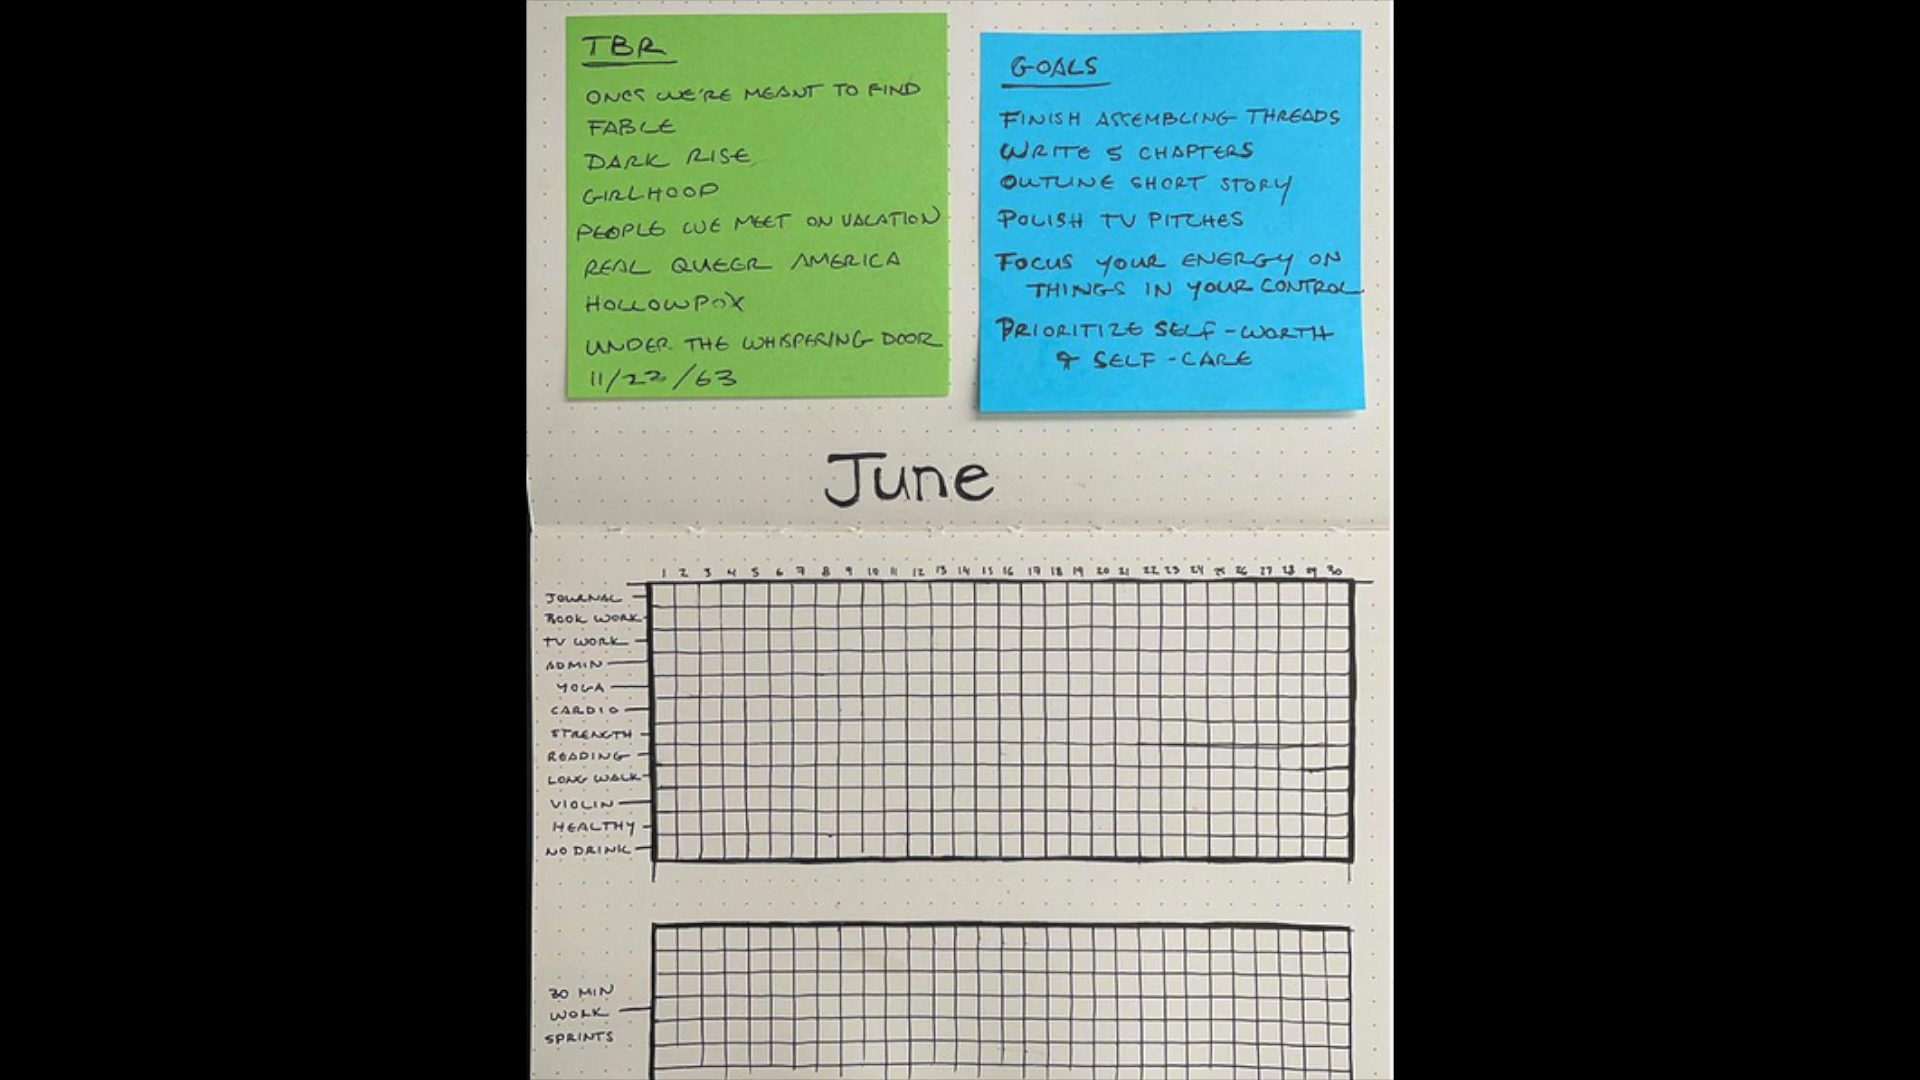 TBR
ONES WE'RE MEANT TO FIND
FABLE
DARK RISE
GIRLHOOD
PEOPLE WE MEET ON VACATION
REAL QUEER AMERICA
HOLLOWPOX
UNDER THE WHISPERING DOOR
11/22/63
GOALS
FINISH ASSEMBLING THREADS
WRITE 5 CHAPTERS
OUTLINE SHORT STORY
POLISH TV PITCHES
FOCUS YOUR ENERGY ON
THINGS IN YOUR CONTROL
PRIORITIZE SELF-WORTH
& SELF-CARE
June
1 2 3 4 5 6 7 8 9 10 11 12 13 14 15 16 17 18 19 20 21 22 23 24 25 26 27 28 29 30
JOURNAL
BOOK WORK
TV WORK
ADMIN
YOGA
CARDIO
STRENGTH
READING
LONG WALK
VIOLIN
HEALTHY
NO DRINK
30 MIN
WORK
SPRINTS